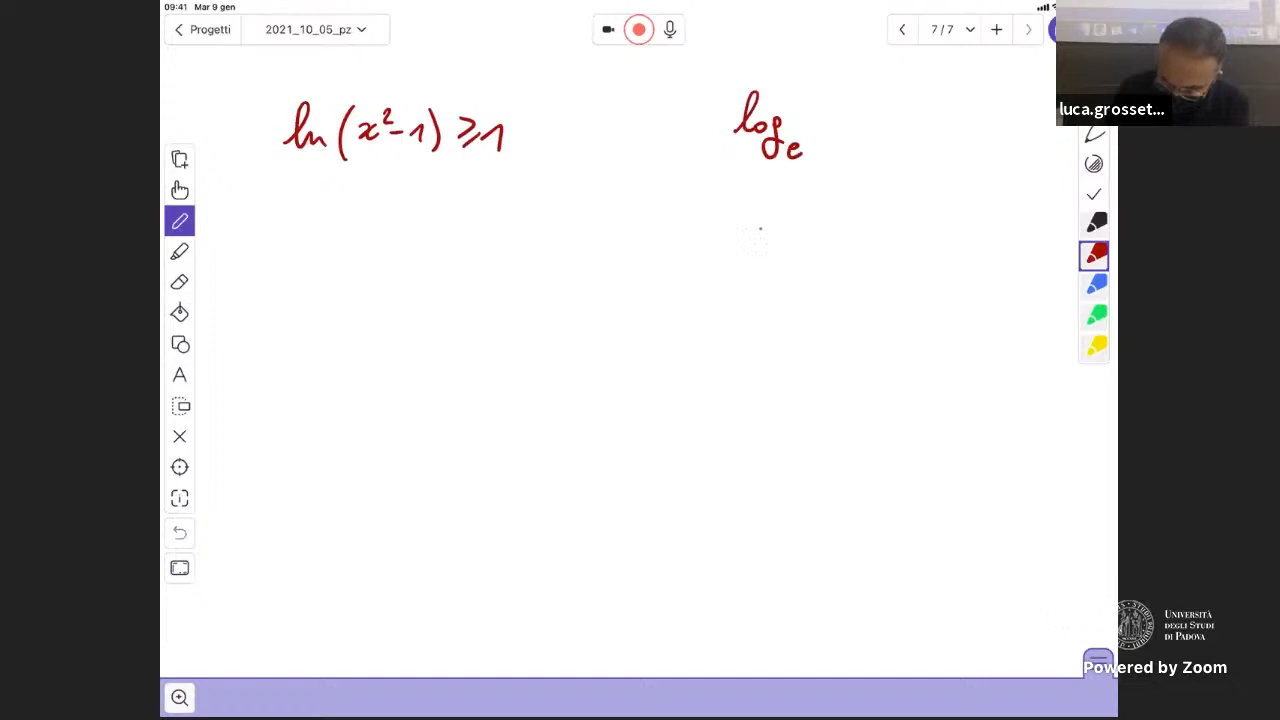 09:41 Mar 9 gen
Progetti
2021_10_05_pz
7/7
luca.grosset...
ln (x²-1) ≥1
log_e
A
UNIVERSITÀ
DEGLI STUDI
DI PADOVA
Powered by Zoom